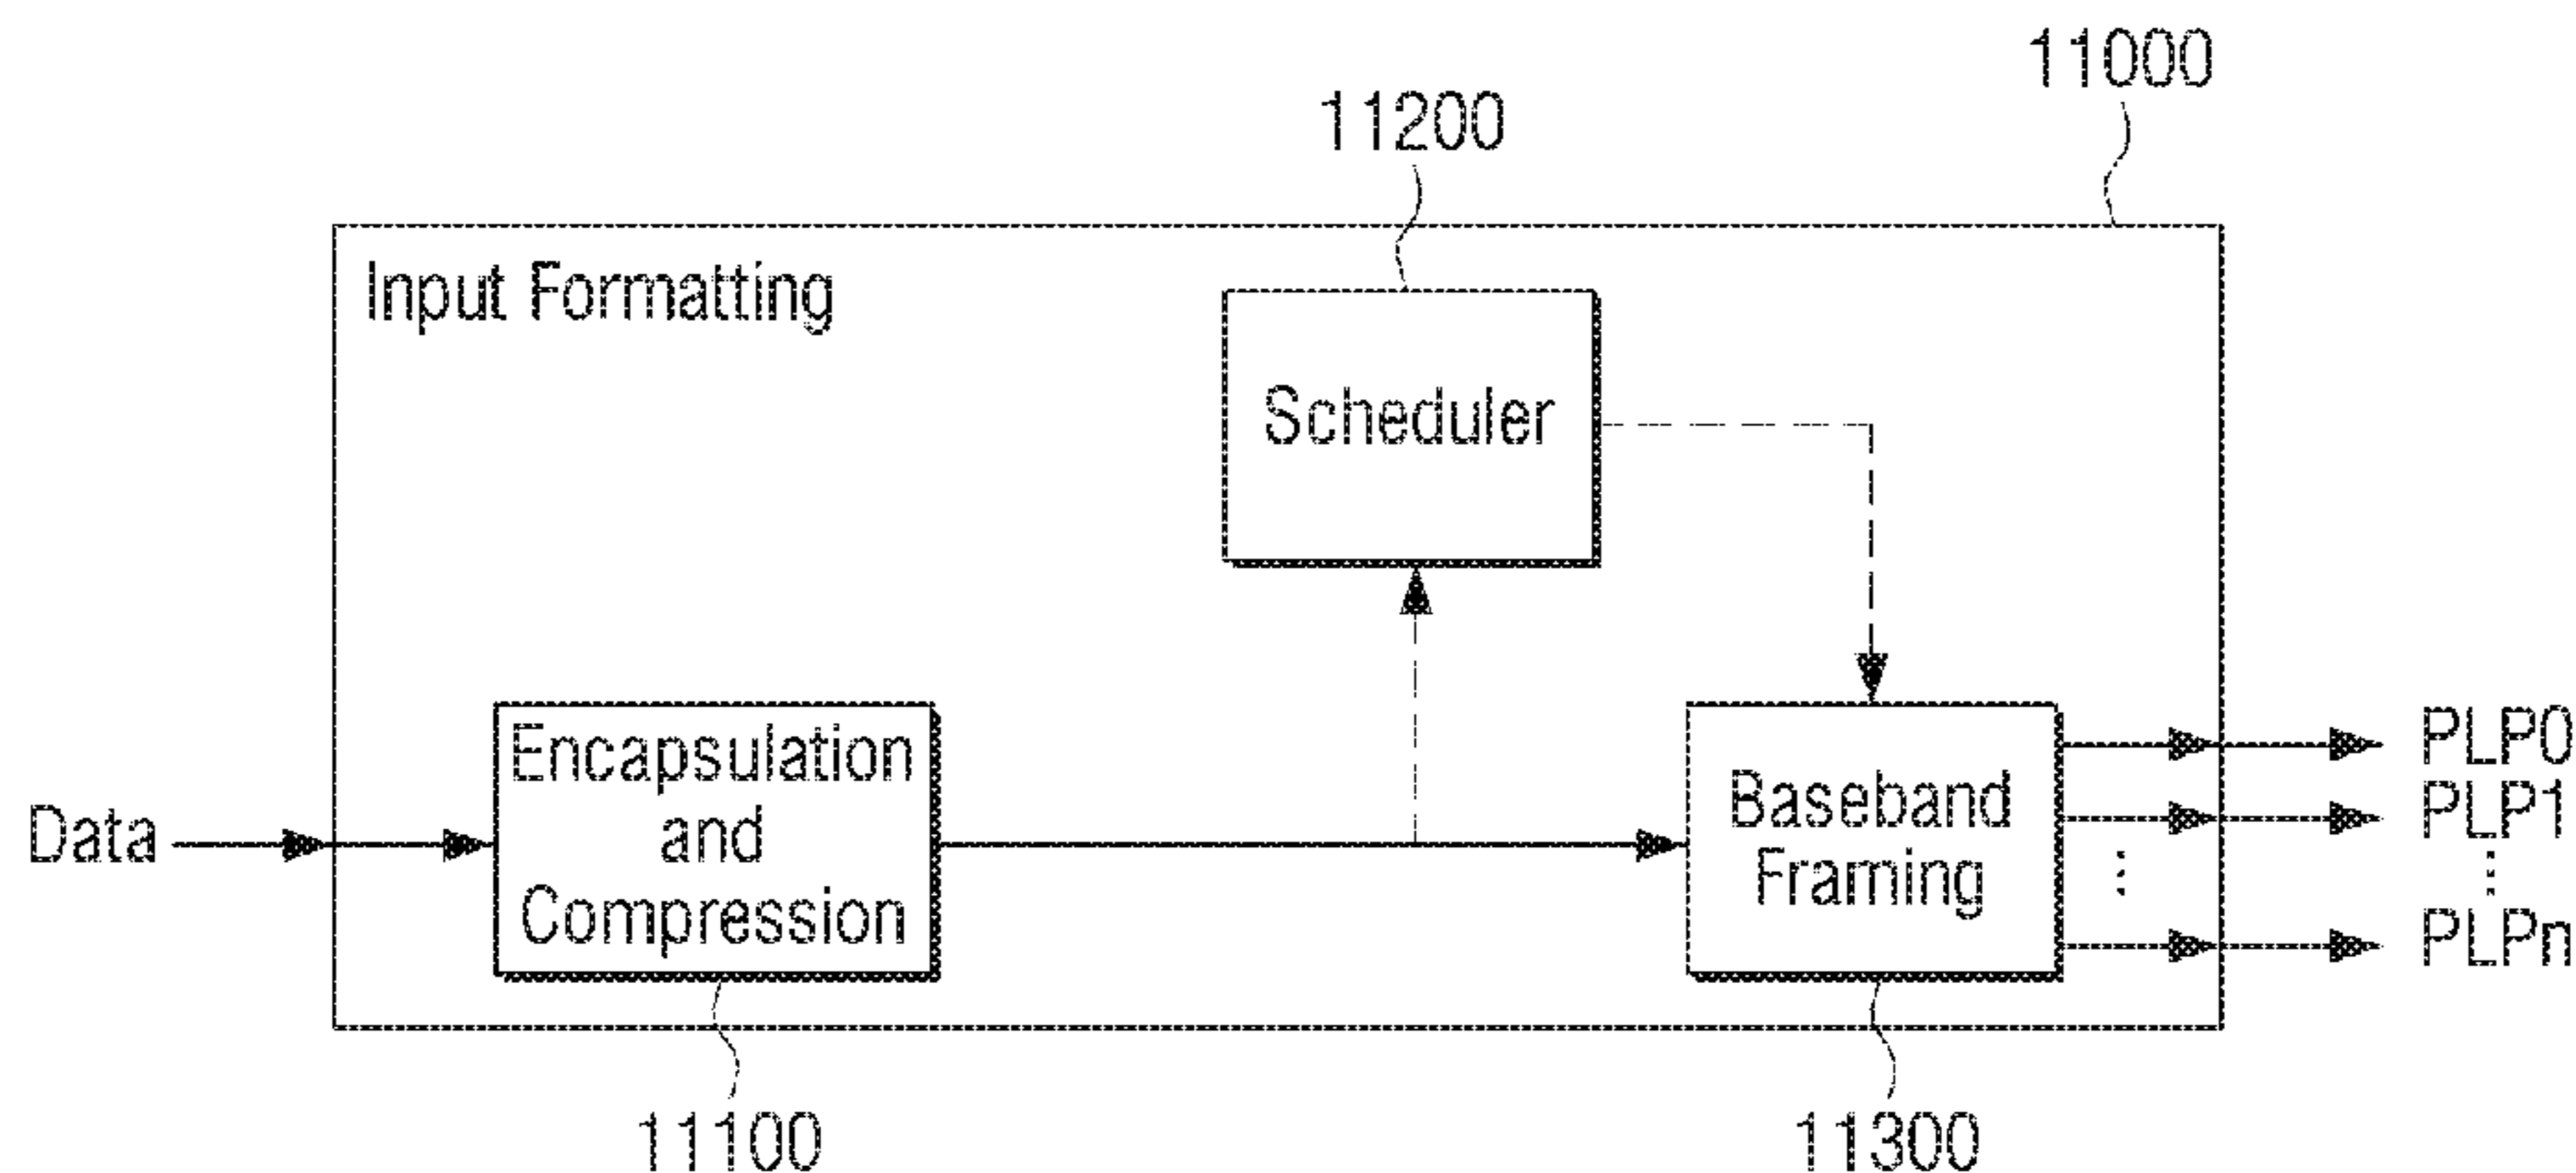 11000
11200
Input Formatting
Scheduler
Encapsulation
and
Compression
Data
Baseband
Framing
PLP0
PLP1
PLPn
11100
11300